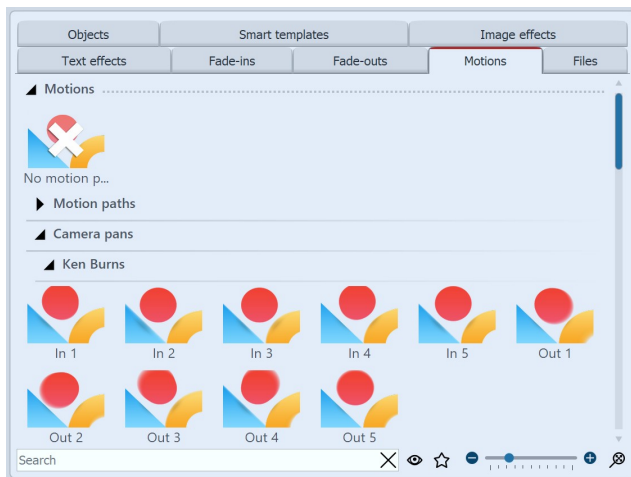 Objects Smart templates Image effects
Text effects Fade-ins Fade-outs Motions Files
Motions
No motion p...
Motion paths
Camera pans
Ken Burns
In 1 In 2 In 3 In 4 In 5 Out 1
Out 2 Out 3 Out 4 Out 5
Search